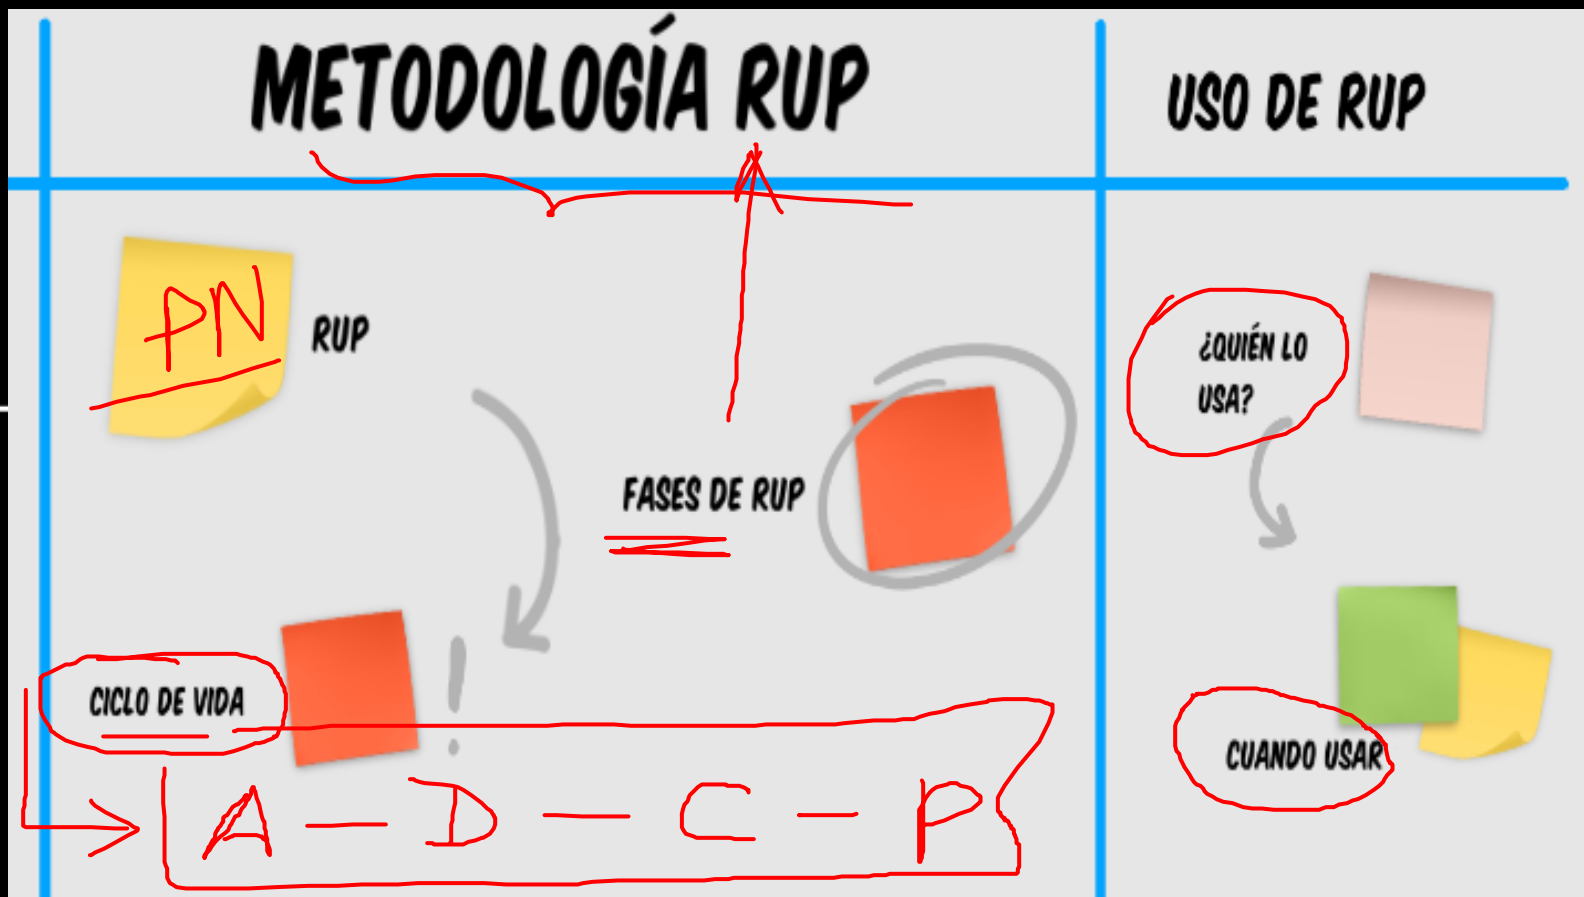 METODOLOGÍA RUP
USO DE RUP
PN
RUP
¿QUIÉN LO
USA?
FASES DE RUP
CICLO DE VIDA
CUANDO USAR
A — D — C — P